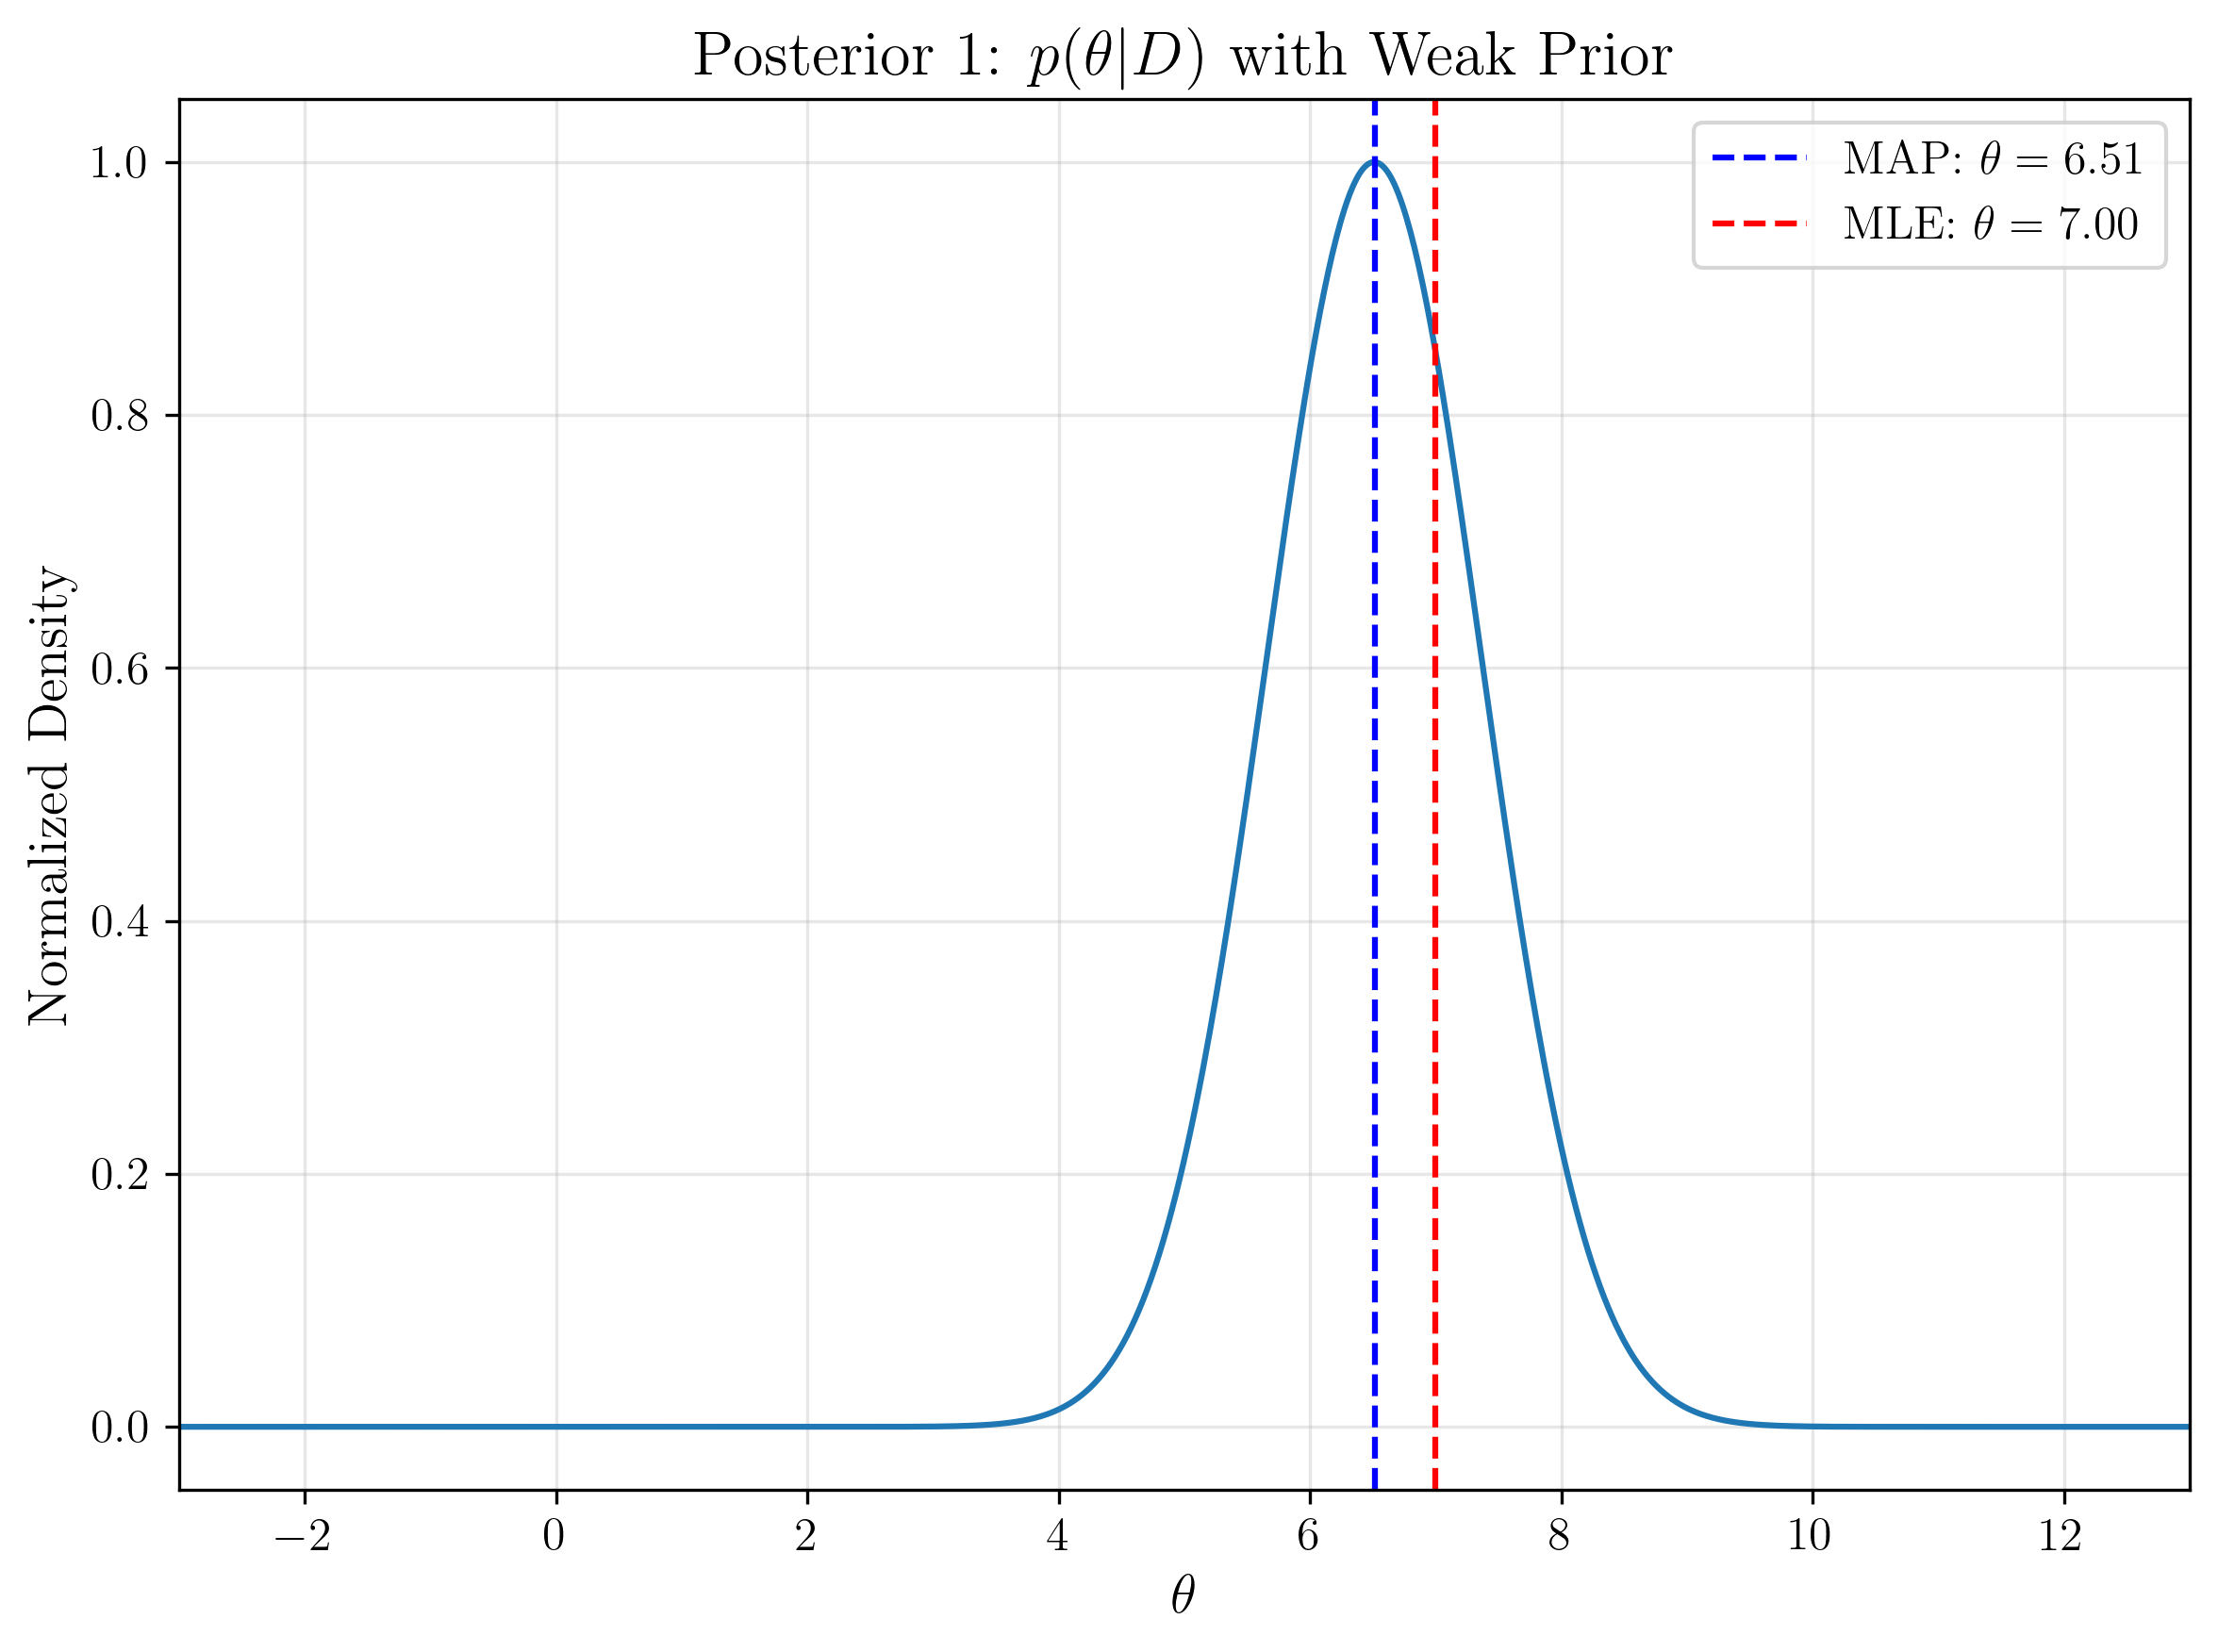 Posterior 1: p(θ|D) with Weak Prior
MAP: θ = 6.51
MLE: θ = 7.00
Normalized Density
1.0
0.8
0.6
0.4
0.2
0.0
−2 0 2 4 6 8 10 12
θ